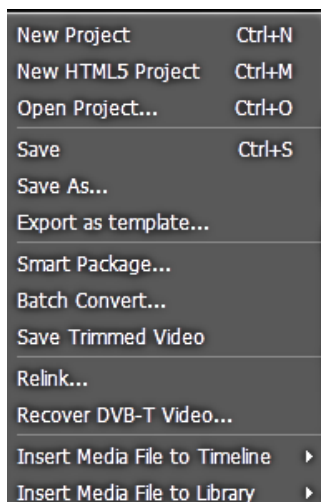 New Project Ctrl+N
New HTML5 Project Ctrl+M
Open Project... Ctrl+O
Save Ctrl+S
Save As...
Export as template...
Smart Package...
Batch Convert...
Save Trimmed Video
Relink...
Recover DVB-T Video...
Insert Media File to Timeline
Insert Media File to Library